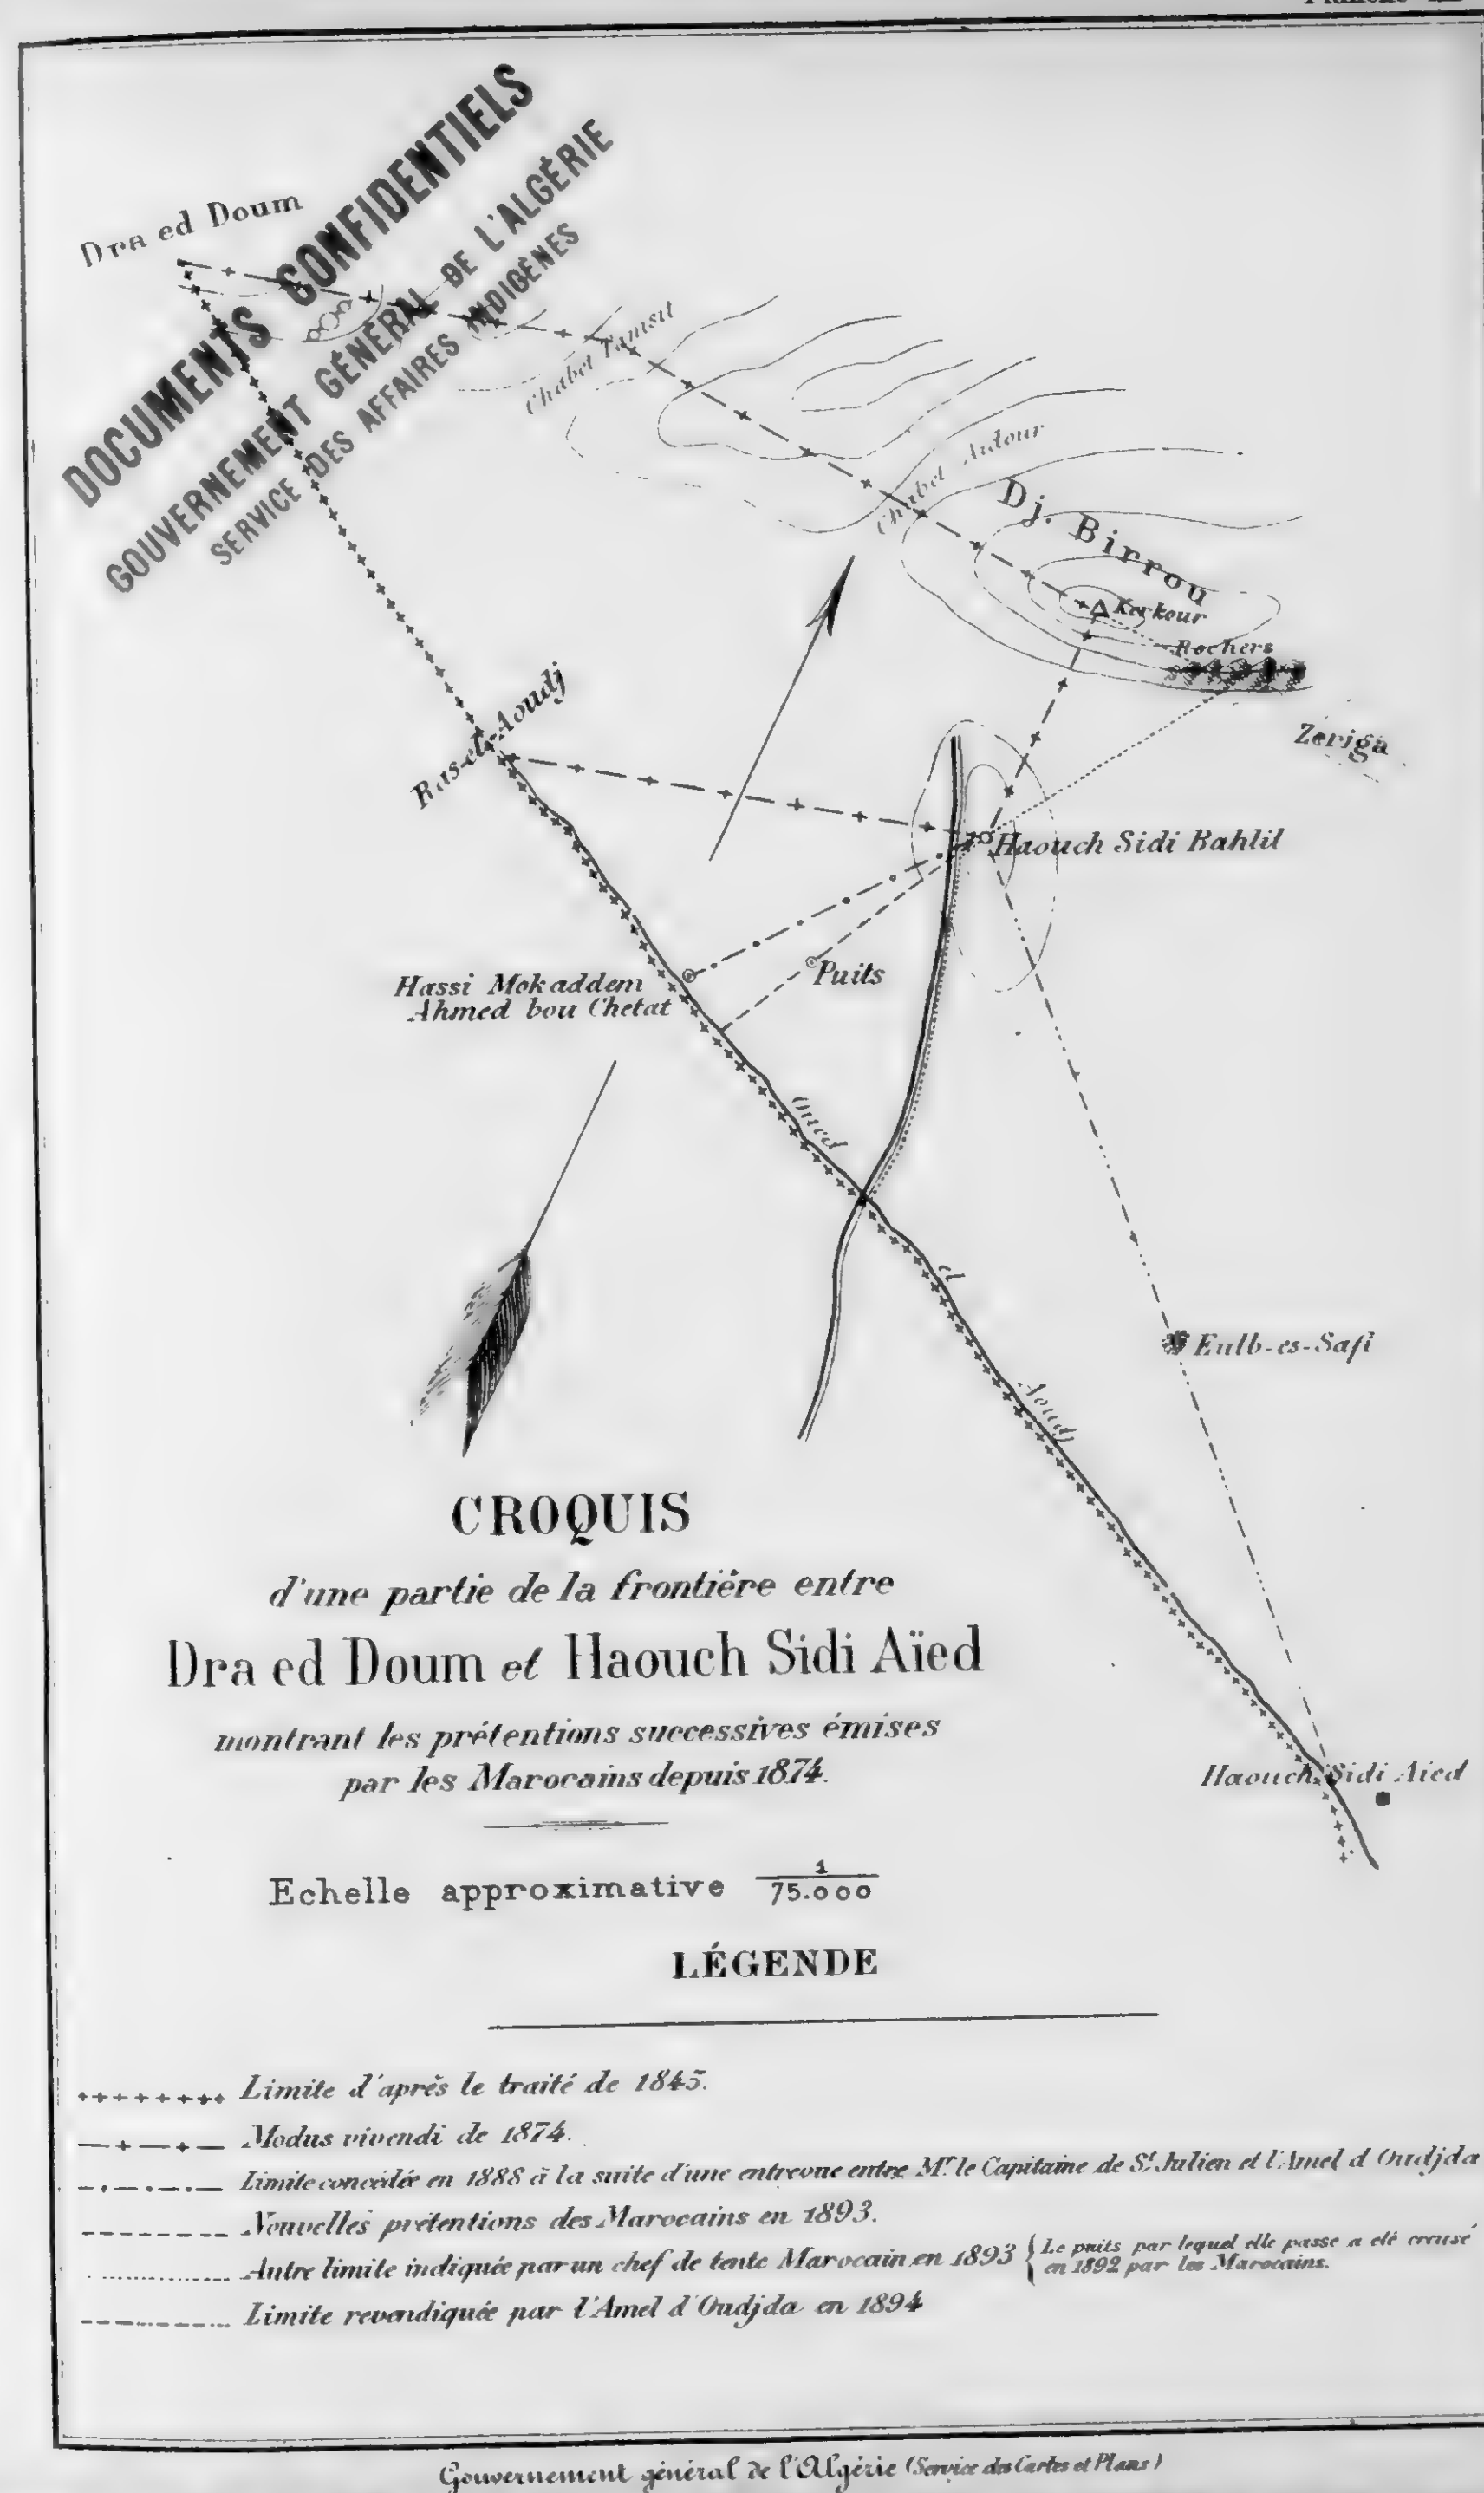 DOCUMENTS CONFIDENTIELS
GOUVERNEMENT GÉNÉRAL DE L'ALGÉRIE
SERVICE DES AFFAIRES INDIGÈNES
Dra ed Doum
Chabet Tamsit
Chabet Aidour
Dj. Birrou
Kerkour
Rochers
Zeriga
Ras-el-Aoudj
Haouch Sidi Bahlil
Hassi Mokaddem
Ahmed bou Chetat
Puits
Oued
el
Aoudj
Eulb-es-Safi
Haouch Sidi Aied
CROQUIS
d'une partie de la frontière entre
Dra ed Doum et Haouch Sidi Aïed
montrant les prétentions successives émises
par les Marocains depuis 1874.
Echelle approximative 1/75.000
LÉGENDE
Limite d'après le traité de 1845.
Modus vivendi de 1874.
Limite concédée en 1888 à la suite d'une entrevue entre Mr. le Capitaine de St Julien et l'Amel d'Oudjda
Nouvelles prétentions des Marocains en 1893.
Autre limite indiquée par un chef de tente Marocain en 1893 { Le puits par lequel elle passe a été creusé
en 1892 par les Marocains.
Limite revendiquée par l'Amel d'Oudjda en 1894
Gouvernement général de l'Algérie (Service des Cartes et Plans)